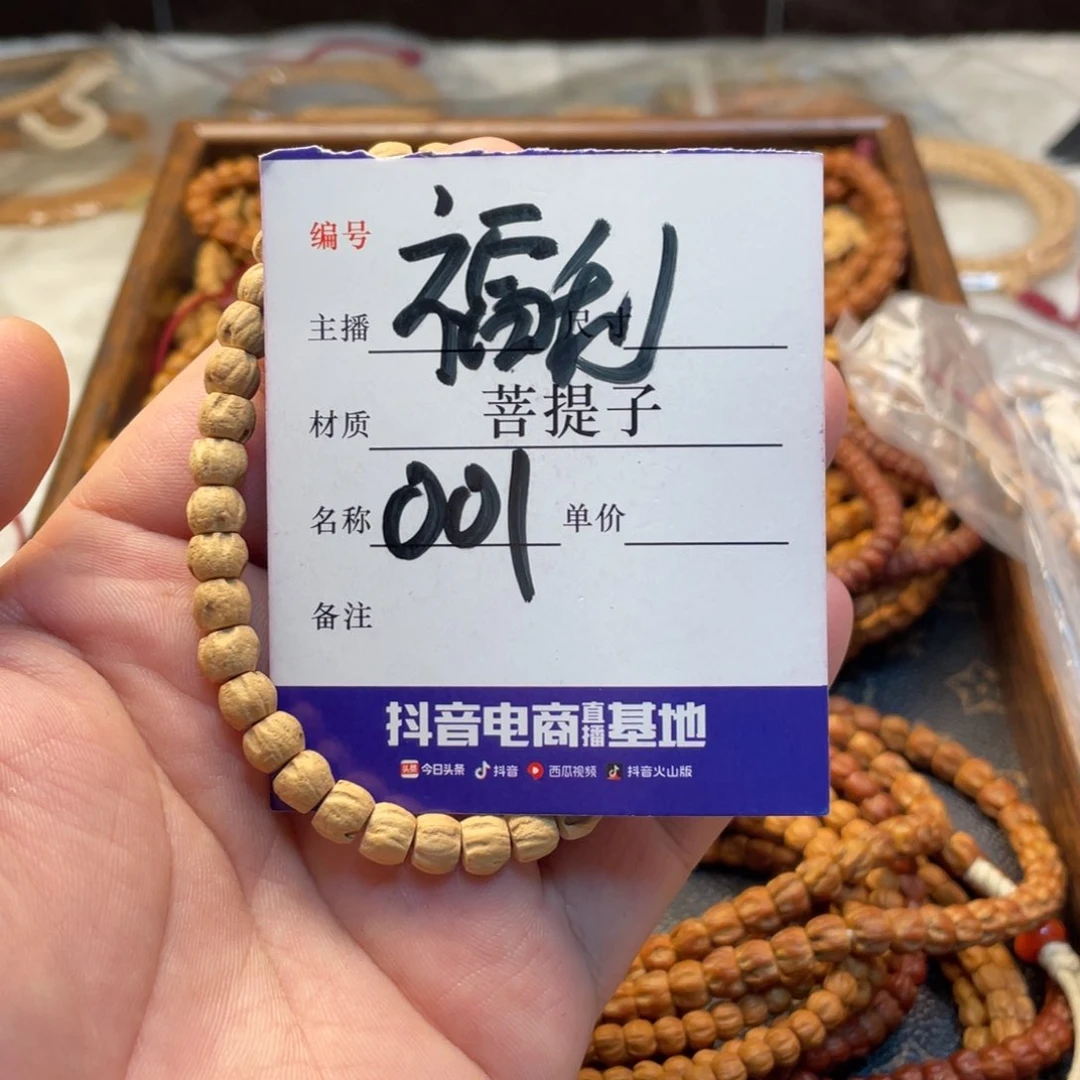 编号 福利
主播 尺寸
材质 菩提子
名称 001 单价
备注
抖音电商直播基地
头条 今日头条 抖音 西瓜视频 抖音火山版